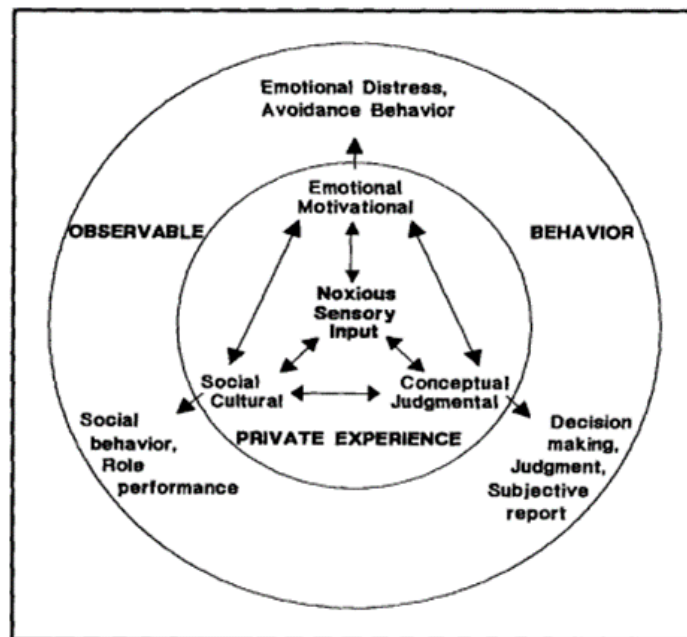 Emotional Distress,
Avoidance Behavior
Emotional
Motivational
OBSERVABLE
BEHAVIOR
Noxious
Sensory
Input
Social
Cultural
Conceptual
Judgmental
PRIVATE EXPERIENCE
Social
behavior,
Role
performance
Decision
making,
Judgment,
Subjective
report